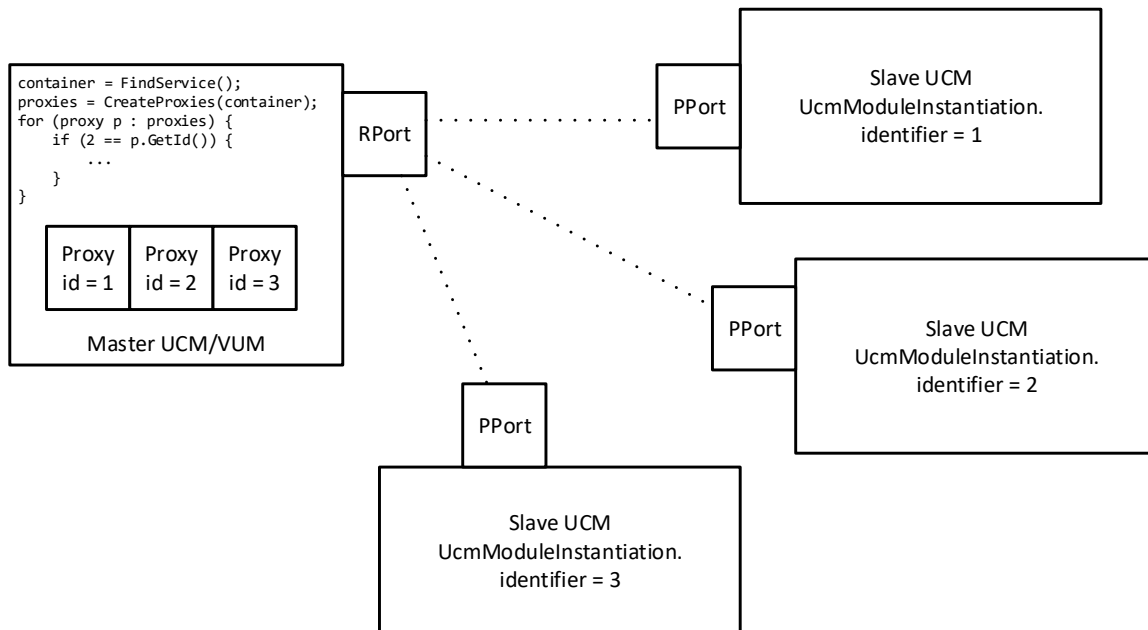 container = FindService();
proxies = CreateProxies(container);
for (proxy p : proxies) {
    if (2 == p.GetId()) {
        ...
    }
}
Proxy
id = 1
Proxy
id = 2
Proxy
id = 3
Master UCM/VUM
RPort
PPort
Slave UCM
UcmModuleInstantiation.
identifier = 1
PPort
Slave UCM
UcmModuleInstantiation.
identifier = 2
PPort
Slave UCM
UcmModuleInstantiation.
identifier = 3